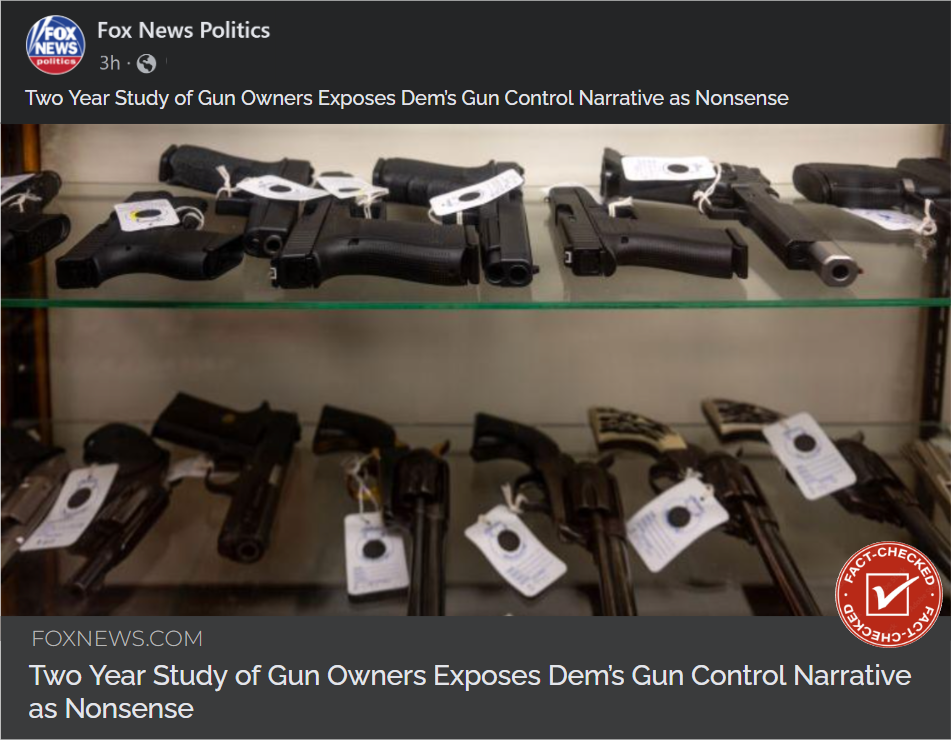 FOX
NEWS
politics
Fox News Politics
3h ·
Two Year Study of Gun Owners Exposes Dem's Gun Control Narrative as Nonsense
FACT-CHECKED
FACT-CHECKED
FOXNEWS.COM
Two Year Study of Gun Owners Exposes Dem's Gun Control Narrative
as Nonsense